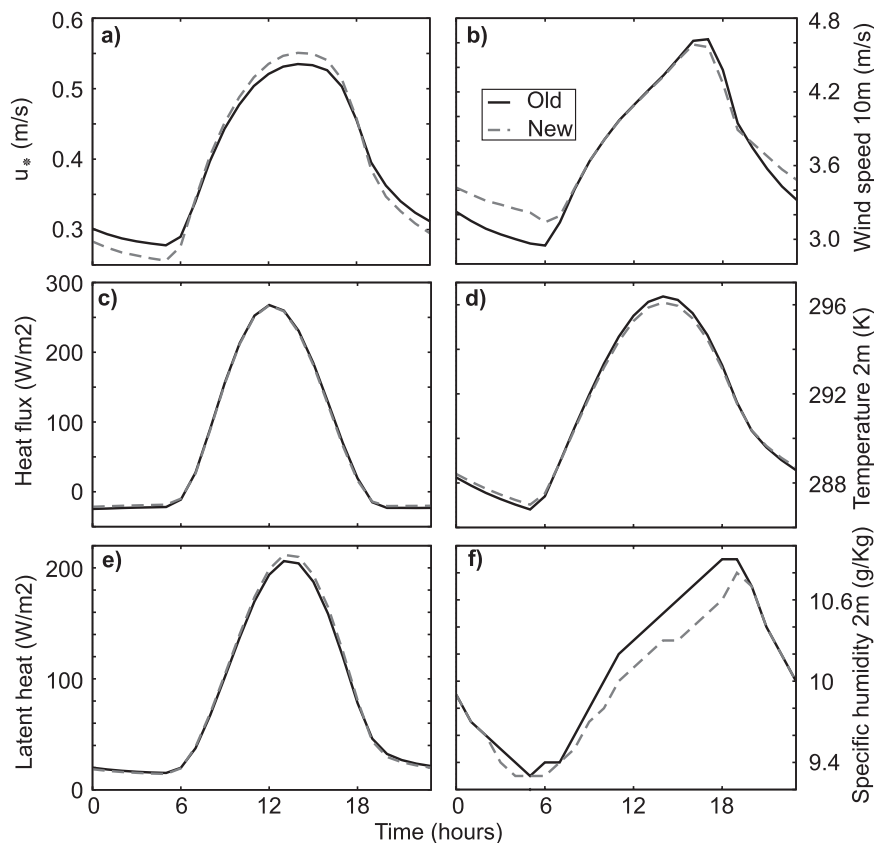 a)
0.6
0.5
0.4
0.3
u* (m/s)
b)
Old
New
4.8
4.2
3.6
3.0
Wind speed 10m (m/s)
c)
300
200
100
0
Heat flux (W/m2)
d)
296
292
288
Temperature 2m (K)
e)
200
100
0
Latent heat (W/m2)
0 6 12 18
f)
10.6
10
9.4
Specific humidity 2m (g/Kg)
0 6 12 18
Time (hours)